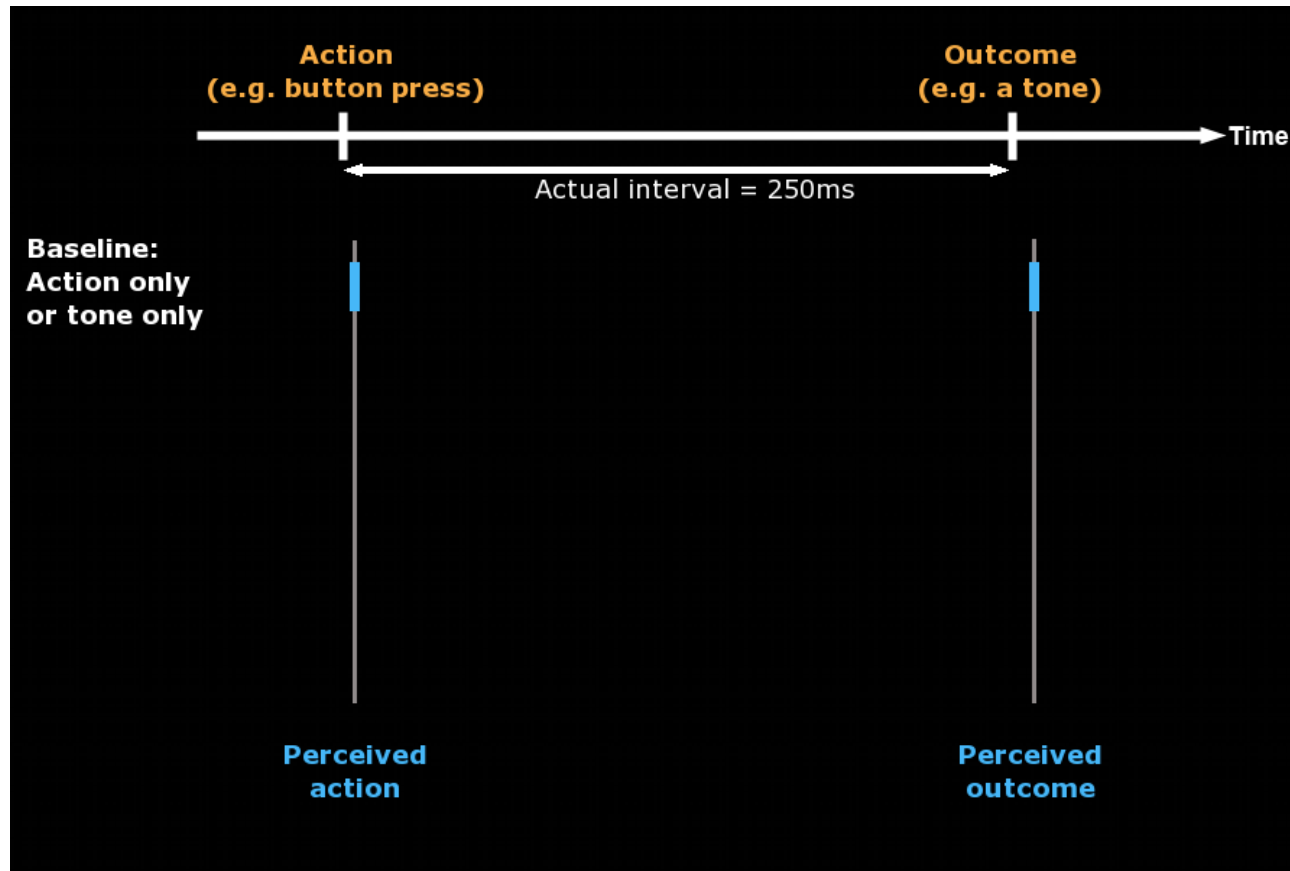 Action
(e.g. button press)
Outcome
(e.g. a tone)
Time
Actual interval = 250ms
Baseline:
Action only
or tone only
Perceived
action
Perceived
outcome